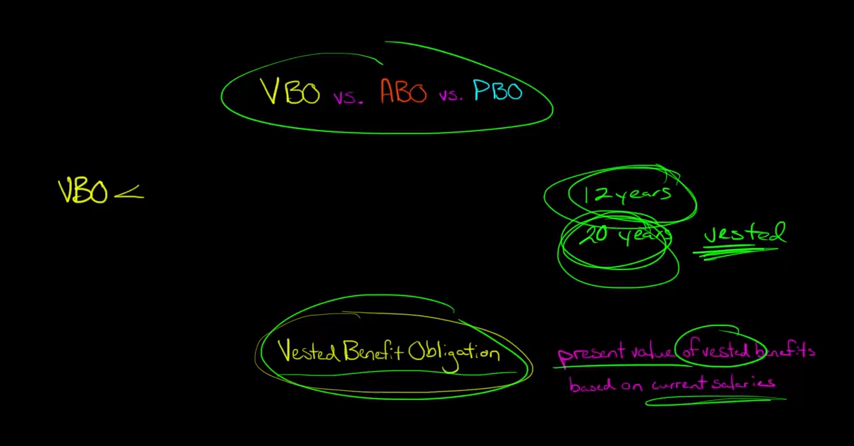 VBO vs. ABO vs. PBO
VBO <
12 years
20 years vested
Vested Benefit Obligation
present value of vested benefits
based on current salaries